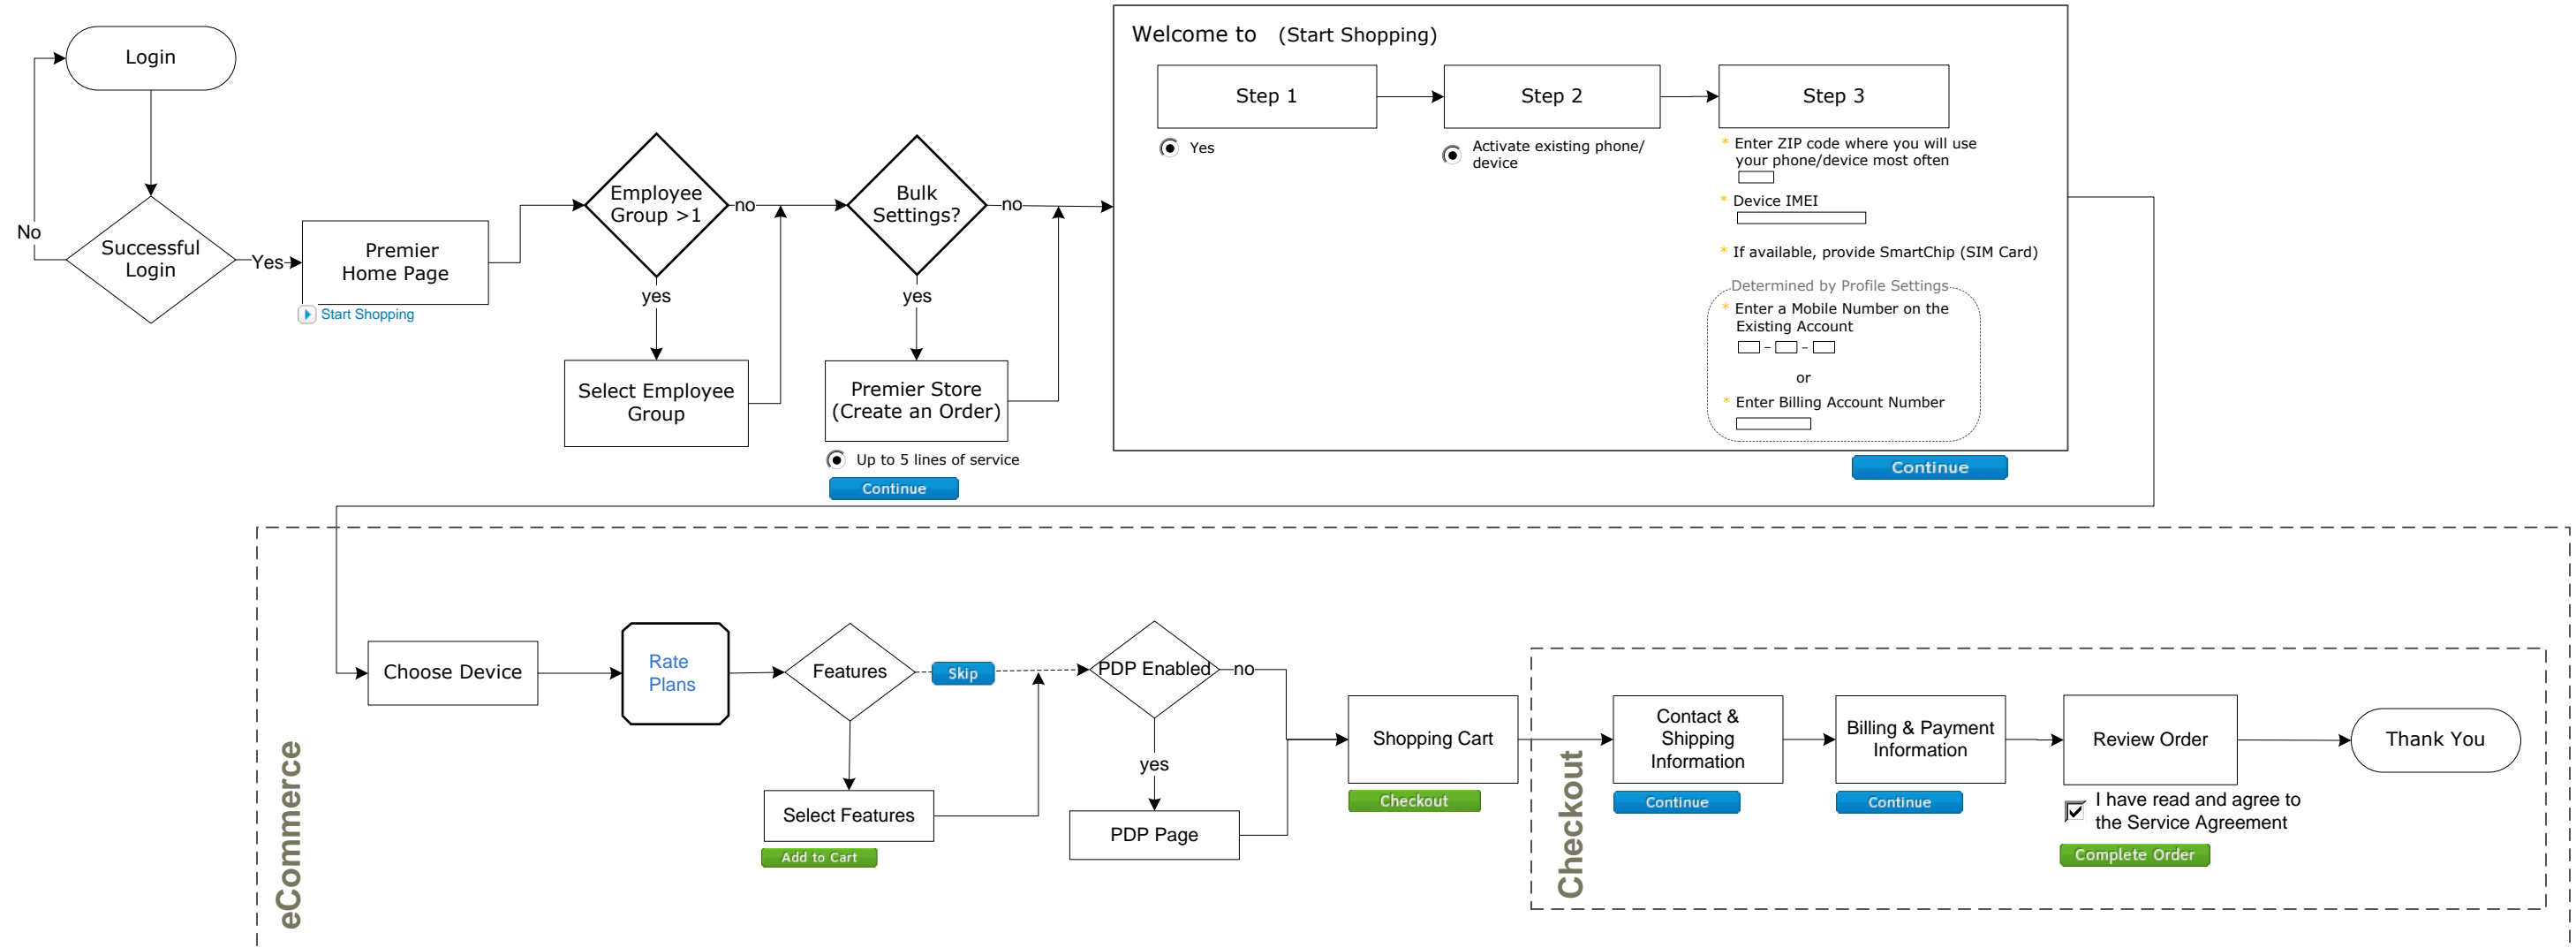 Login
No
Successful
Login
Yes
Premier
Home Page
Start Shopping
Employee
Group >1
no
yes
Select Employee
Group
Bulk
Settings?
no
yes
Premier Store
(Create an Order)
Up to 5 lines of service
Continue
Welcome to (Start Shopping)
Step 1
Yes
Step 2
Activate existing phone/
device
Step 3
* Enter ZIP code where you will use
your phone/device most often
* Device IMEI
* If available, provide SmartChip (SIM Card)
Determined by Profile Settings
* Enter a Mobile Number on the
Existing Account
– –
or
* Enter Billing Account Number
Continue
eCommerce
Choose Device
Rate
Plans
Features
Skip
Select Features
Add to Cart
PDP Enabled
no
yes
PDP Page
Shopping Cart
Checkout
Checkout
Contact &
Shipping
Information
Continue
Billing & Payment
Information
Continue
Review Order
I have read and agree to
the Service Agreement
Complete Order
Thank You